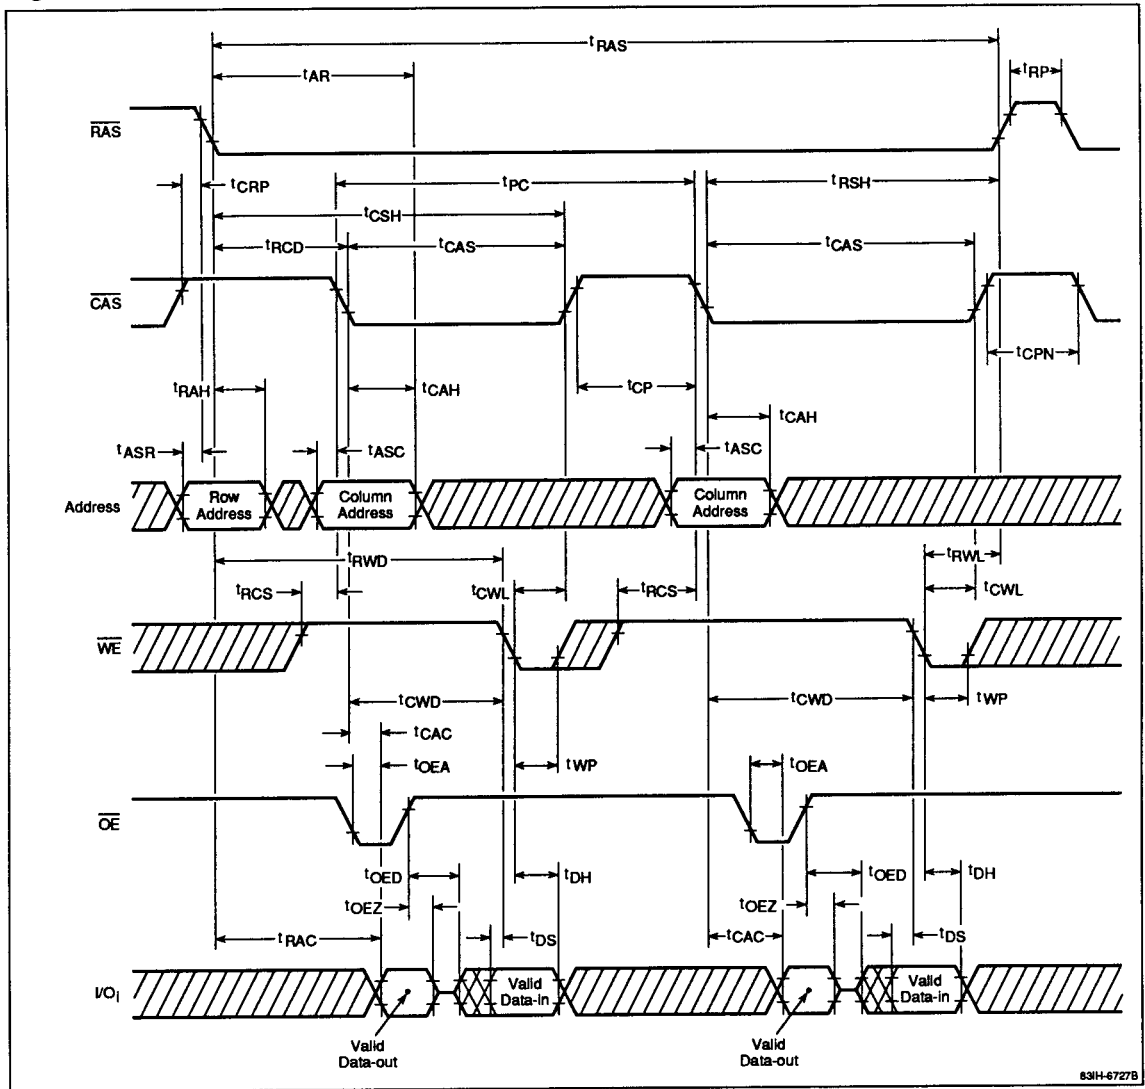 tRAS
tAR
tRP
RAS
tCRP
tPC
tRSH
tCSH
tRCD
tCAS
tCAS
CAS
tCPN
tRAH
tCAH
tCP
tCAH
tASR
tASC
tASC
Address
Row Address
Column Address
Column Address
tRWD
tRWL
tRCS
tCWL
tRCS
tCWL
WE
tCWD
tCWD
tWP
tCAC
tOEA
tWP
tOEA
OE
tOED
tDH
tOED
tDH
tOEZ
tOEZ
tRAC
tDS
tCAC
tDS
I/Oi
Valid Data-in
Valid Data-in
Valid Data-out
Valid Data-out
83IH-6727B